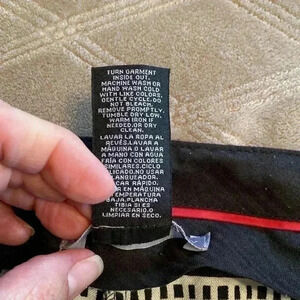 TURN GARMENT
INSIDE OUT.
MACHINE WASH OR
HAND WASH COLD
WITH LIKE COLORS.
GENTLE CYCLE.DO
NOT BLEACH.
REMOVE PROMPTLY.
TUMBLE DRY LOW.
WARM IRON IF
NEEDED.OR DRY
CLEAN.
LAVAR LA ROPA AL
REVÉS.LAVAR A
MÁQUINA O LAVAR
A MANO CON AGUA
FRÍA CON COLORES
SIMILARES.CICLO
DELICADO.NO USAR
BLANQUEADOR.
SECAR RÁPIDO.
EN MÁQUINA
BAJA.PLANCHA
TIBIA SI ES
NECESARIO.O
LIMPIAR EN SECO.